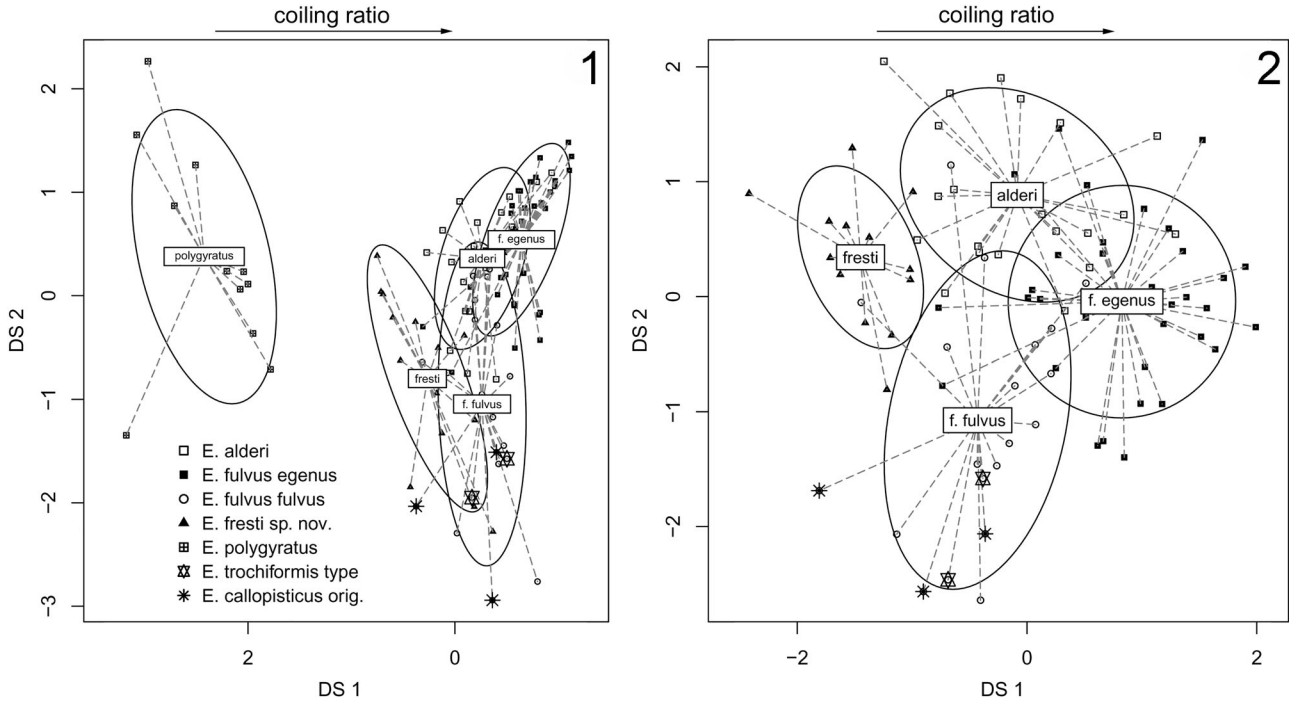 coiling ratio
1
2
1
0
−1
−2
−3
DS 2
polygyratus
f. egenus
alderi
fresti
f. fulvus
E. alderi
E. fulvus egenus
E. fulvus fulvus
E. fresti sp. nov.
E. polygyratus
E. trochiformis type
E. callopisticus orig.
2
0
DS 1
coiling ratio
2
2
1
0
−1
−2
DS 2
alderi
fresti
f. egenus
f. fulvus
−2
−1
0
1
2
DS 1